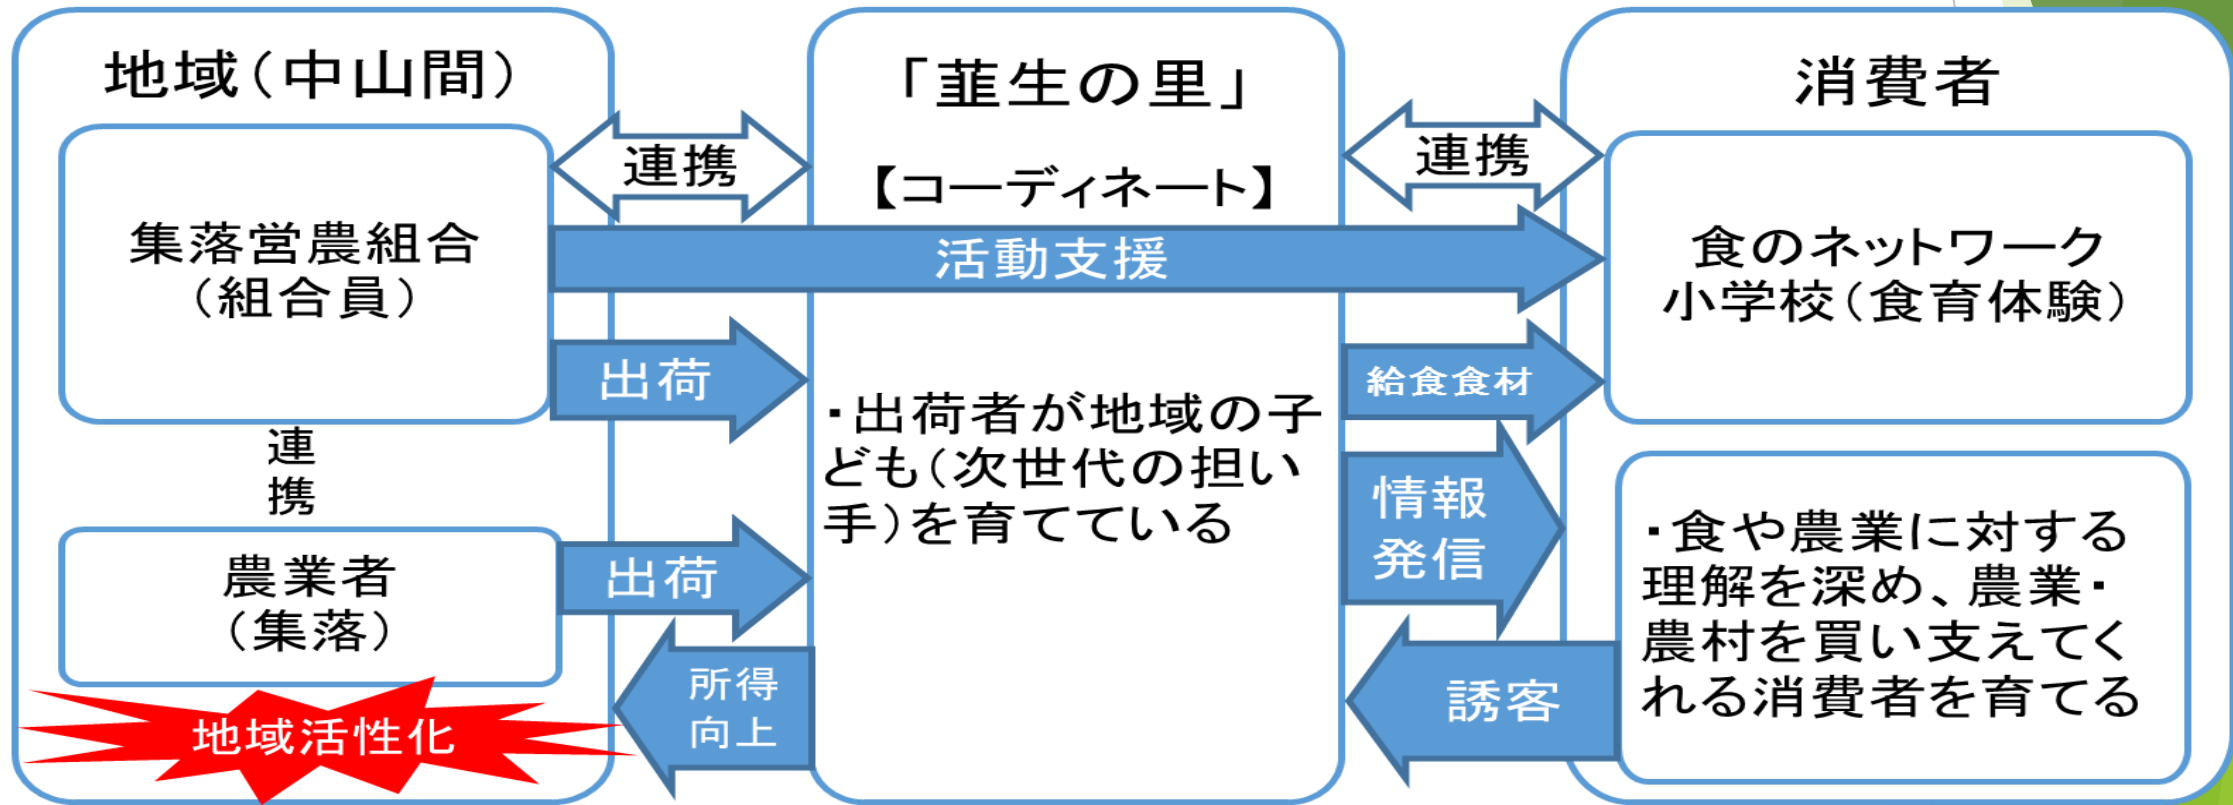 地域（中山間）
集落営農組合
（組合員）
連
携
農業者
（集落）
地域活性化
連携
活動支援
出荷
出荷
所得
向上
「韮生の里」
【コーディネート】
・出荷者が地域の子
ども（次世代の担い
手）を育てている
連携
給食食材
情報
発信
誘客
消費者
食のネットワーク
小学校（食育体験）
・食や農業に対する
理解を深め、農業・
農村を買い支えてく
れる消費者を育てる